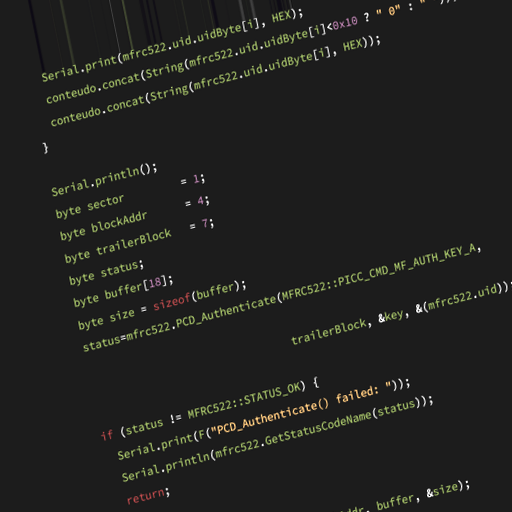 Serial.print(mfrc522.uid.uidByte[i], HEX);
conteudo.concat(String(mfrc522.uid.uidByte[i]<0x10 ? " 0" : "
conteudo.concat(String(mfrc522.uid.uidByte[i], HEX));
}
Serial.println();
byte sector = 1;
byte blockAddr = 4;
byte trailerBlock = 7;
byte status;
byte buffer[18];
byte size = sizeof(buffer);
status=mfrc522.PCD_Authenticate(MFRC522::PICC_CMD_MF_AUTH_KEY_A,
trailerBlock, &key, &(mfrc522.uid));
if (status != MFRC522::STATUS_OK) {
Serial.print(F("PCD_Authenticate() failed: "));
Serial.println(mfrc522.GetStatusCodeName(status));
return;
buffer, &size);